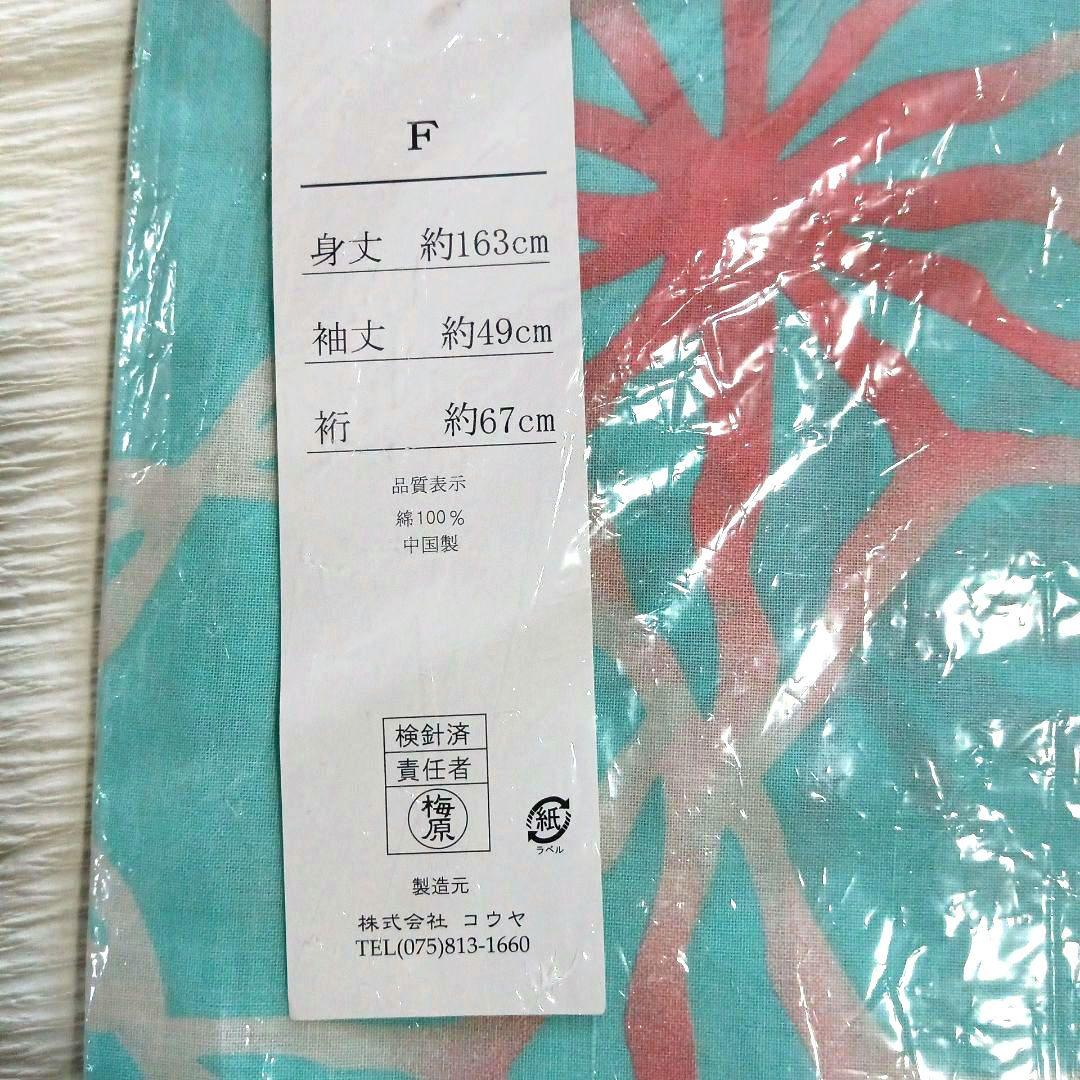 F
身丈 約163cm
袖丈 約49cm
裄 約67cm
品質表示
綿100%
中国製
検針済
責任者
梅原
紙
ラベル
製造元
株式会社 コウヤ
TEL(075)813-1660